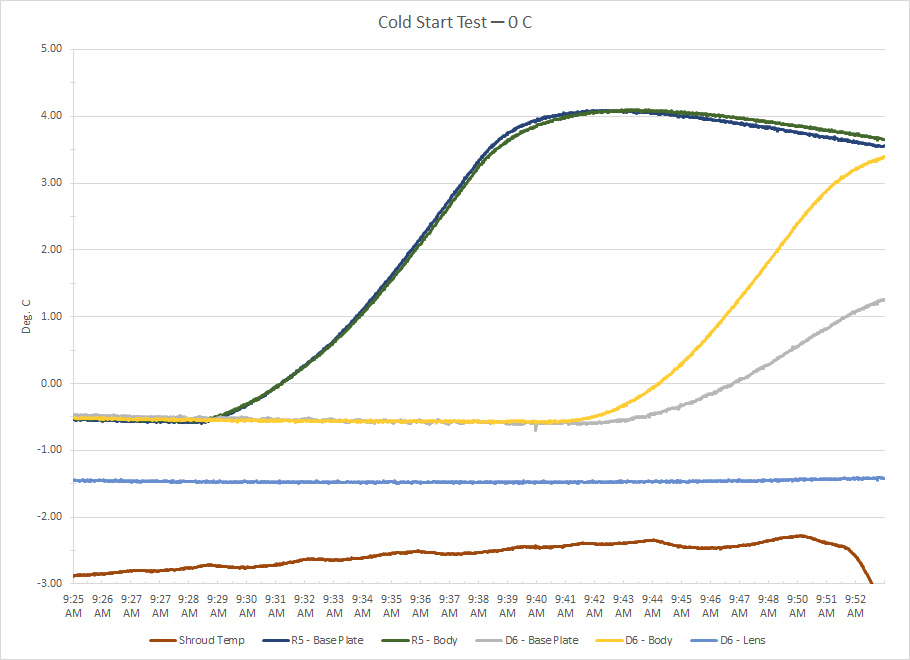 Cold Start Test — 0 C
5.00
4.00
3.00
2.00
1.00
0.00
-1.00
-2.00
-3.00
Deg. C
9:25 AM
9:26 AM
9:27 AM
9:27 AM
9:28 AM
9:29 AM
9:30 AM
9:31 AM
9:32 AM
9:33 AM
9:34 AM
9:35 AM
9:36 AM
9:37 AM
9:38 AM
9:39 AM
9:40 AM
9:41 AM
9:42 AM
9:43 AM
9:44 AM
9:45 AM
9:46 AM
9:47 AM
9:48 AM
9:50 AM
9:51 AM
9:52 AM
Shroud Temp R5 - Base Plate R5 - Body D6 - Base Plate D6 - Body D6 - Lens